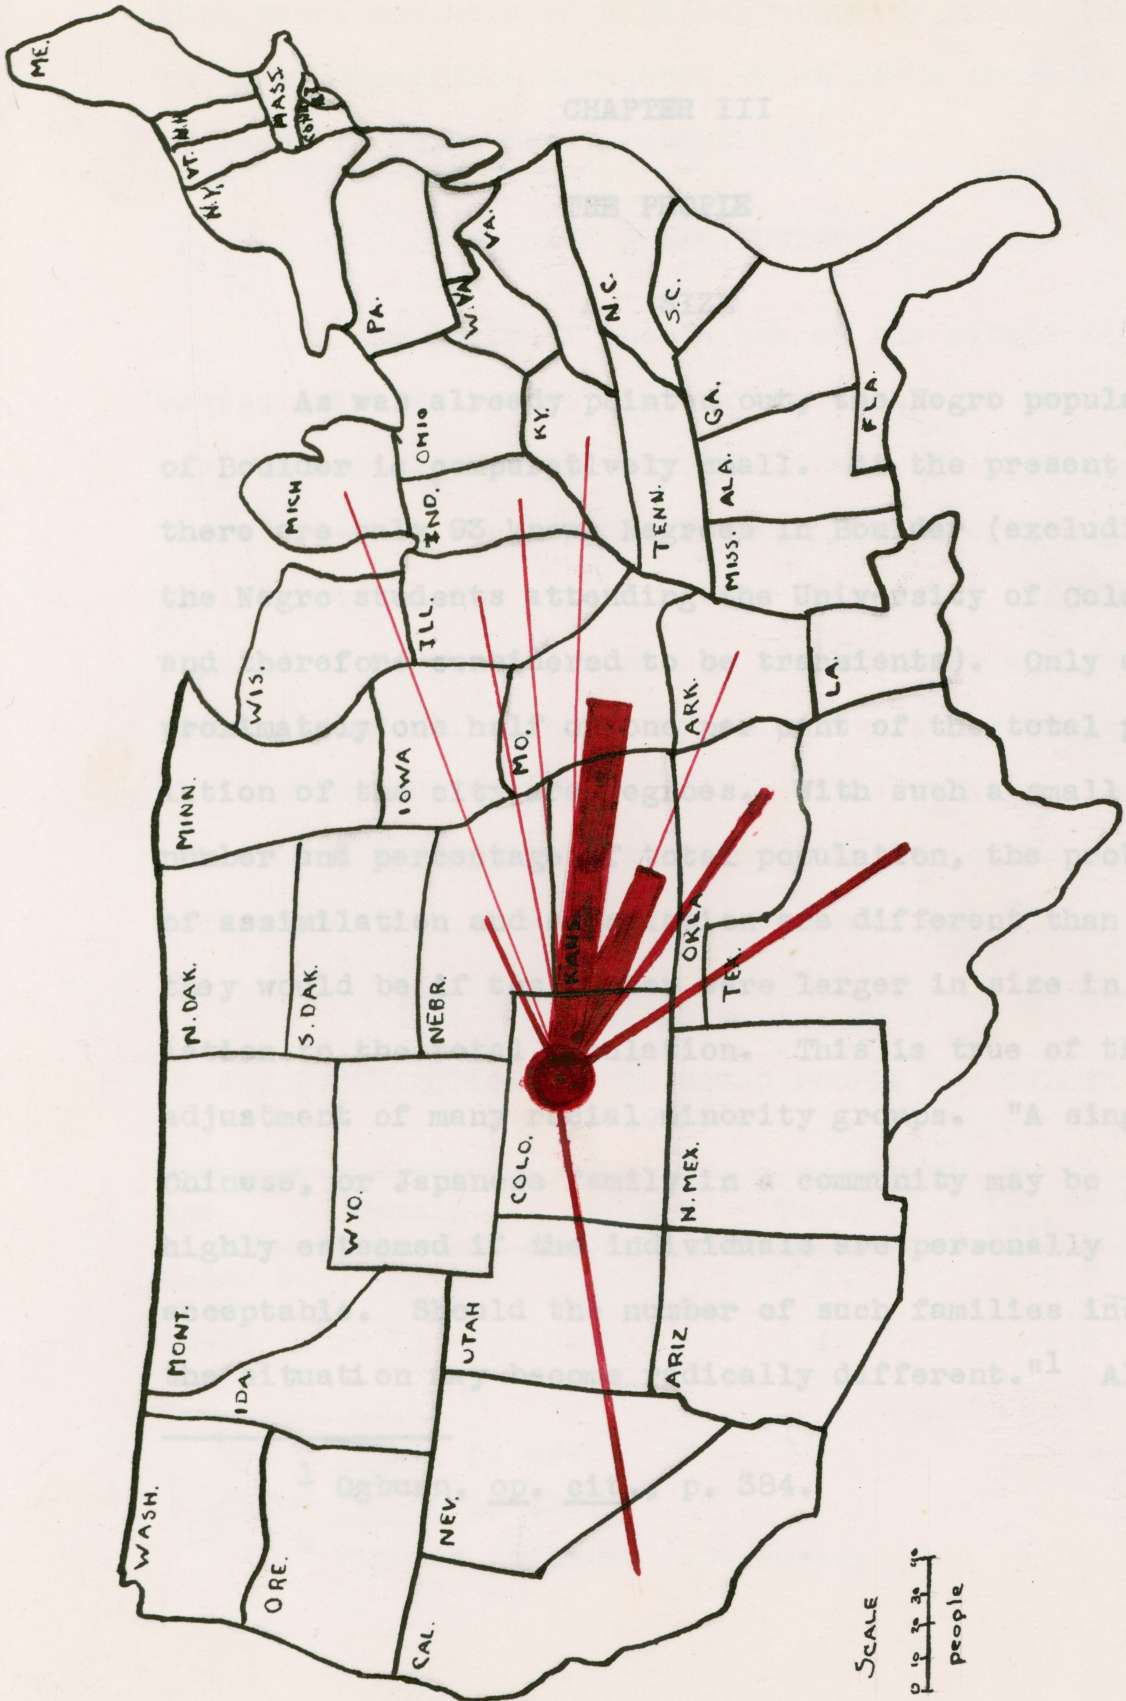 ME.
N.H.
VT.
MASS.
CONN.
R.I.
N.Y.
PA.
VA.
W.VA.
N.C.
S.C.
OHIO
KY.
GA.
FLA.
MICH
IND.
TENN.
ALA.
MISS.
ILL.
WIS.
ARK.
LA.
MO.
IOWA
MINN.
KANS.
OKLA.
TEX.
N. DAK.
S. DAK.
NEBR.
WYO.
COLO.
N. MEX.
MONT.
IDA.
UTAH
ARIZ
WASH.
ORE.
NEV.
CAL.
SCALE
0 10 20 30 40
people
CHAPTER III
THE PEOPLE
SIZE
As was already pointed out, the Negro popula
of Boulder is comparatively small. At the present
there are only 93 known Negroes in Boulder (excludi
the Negro students attending the University of Colo
and therefore considered to be transients). Only
proximately one half of one per cent of the total
ation of the city are Negroes. With such a small
number and percentage of total population, the pro
of assimilation and are different than
they would be if the were larger in size in
to the total population. This is true of t
adjustment of many racial minority groups. "A sing
Chinese, or Japanese family in a community may be
highly esteemed if the individuals are personally
acceptable. Should the number of such families in
the situation may become radically different."1 A
1 Ogburn, op. cit., p. 384.